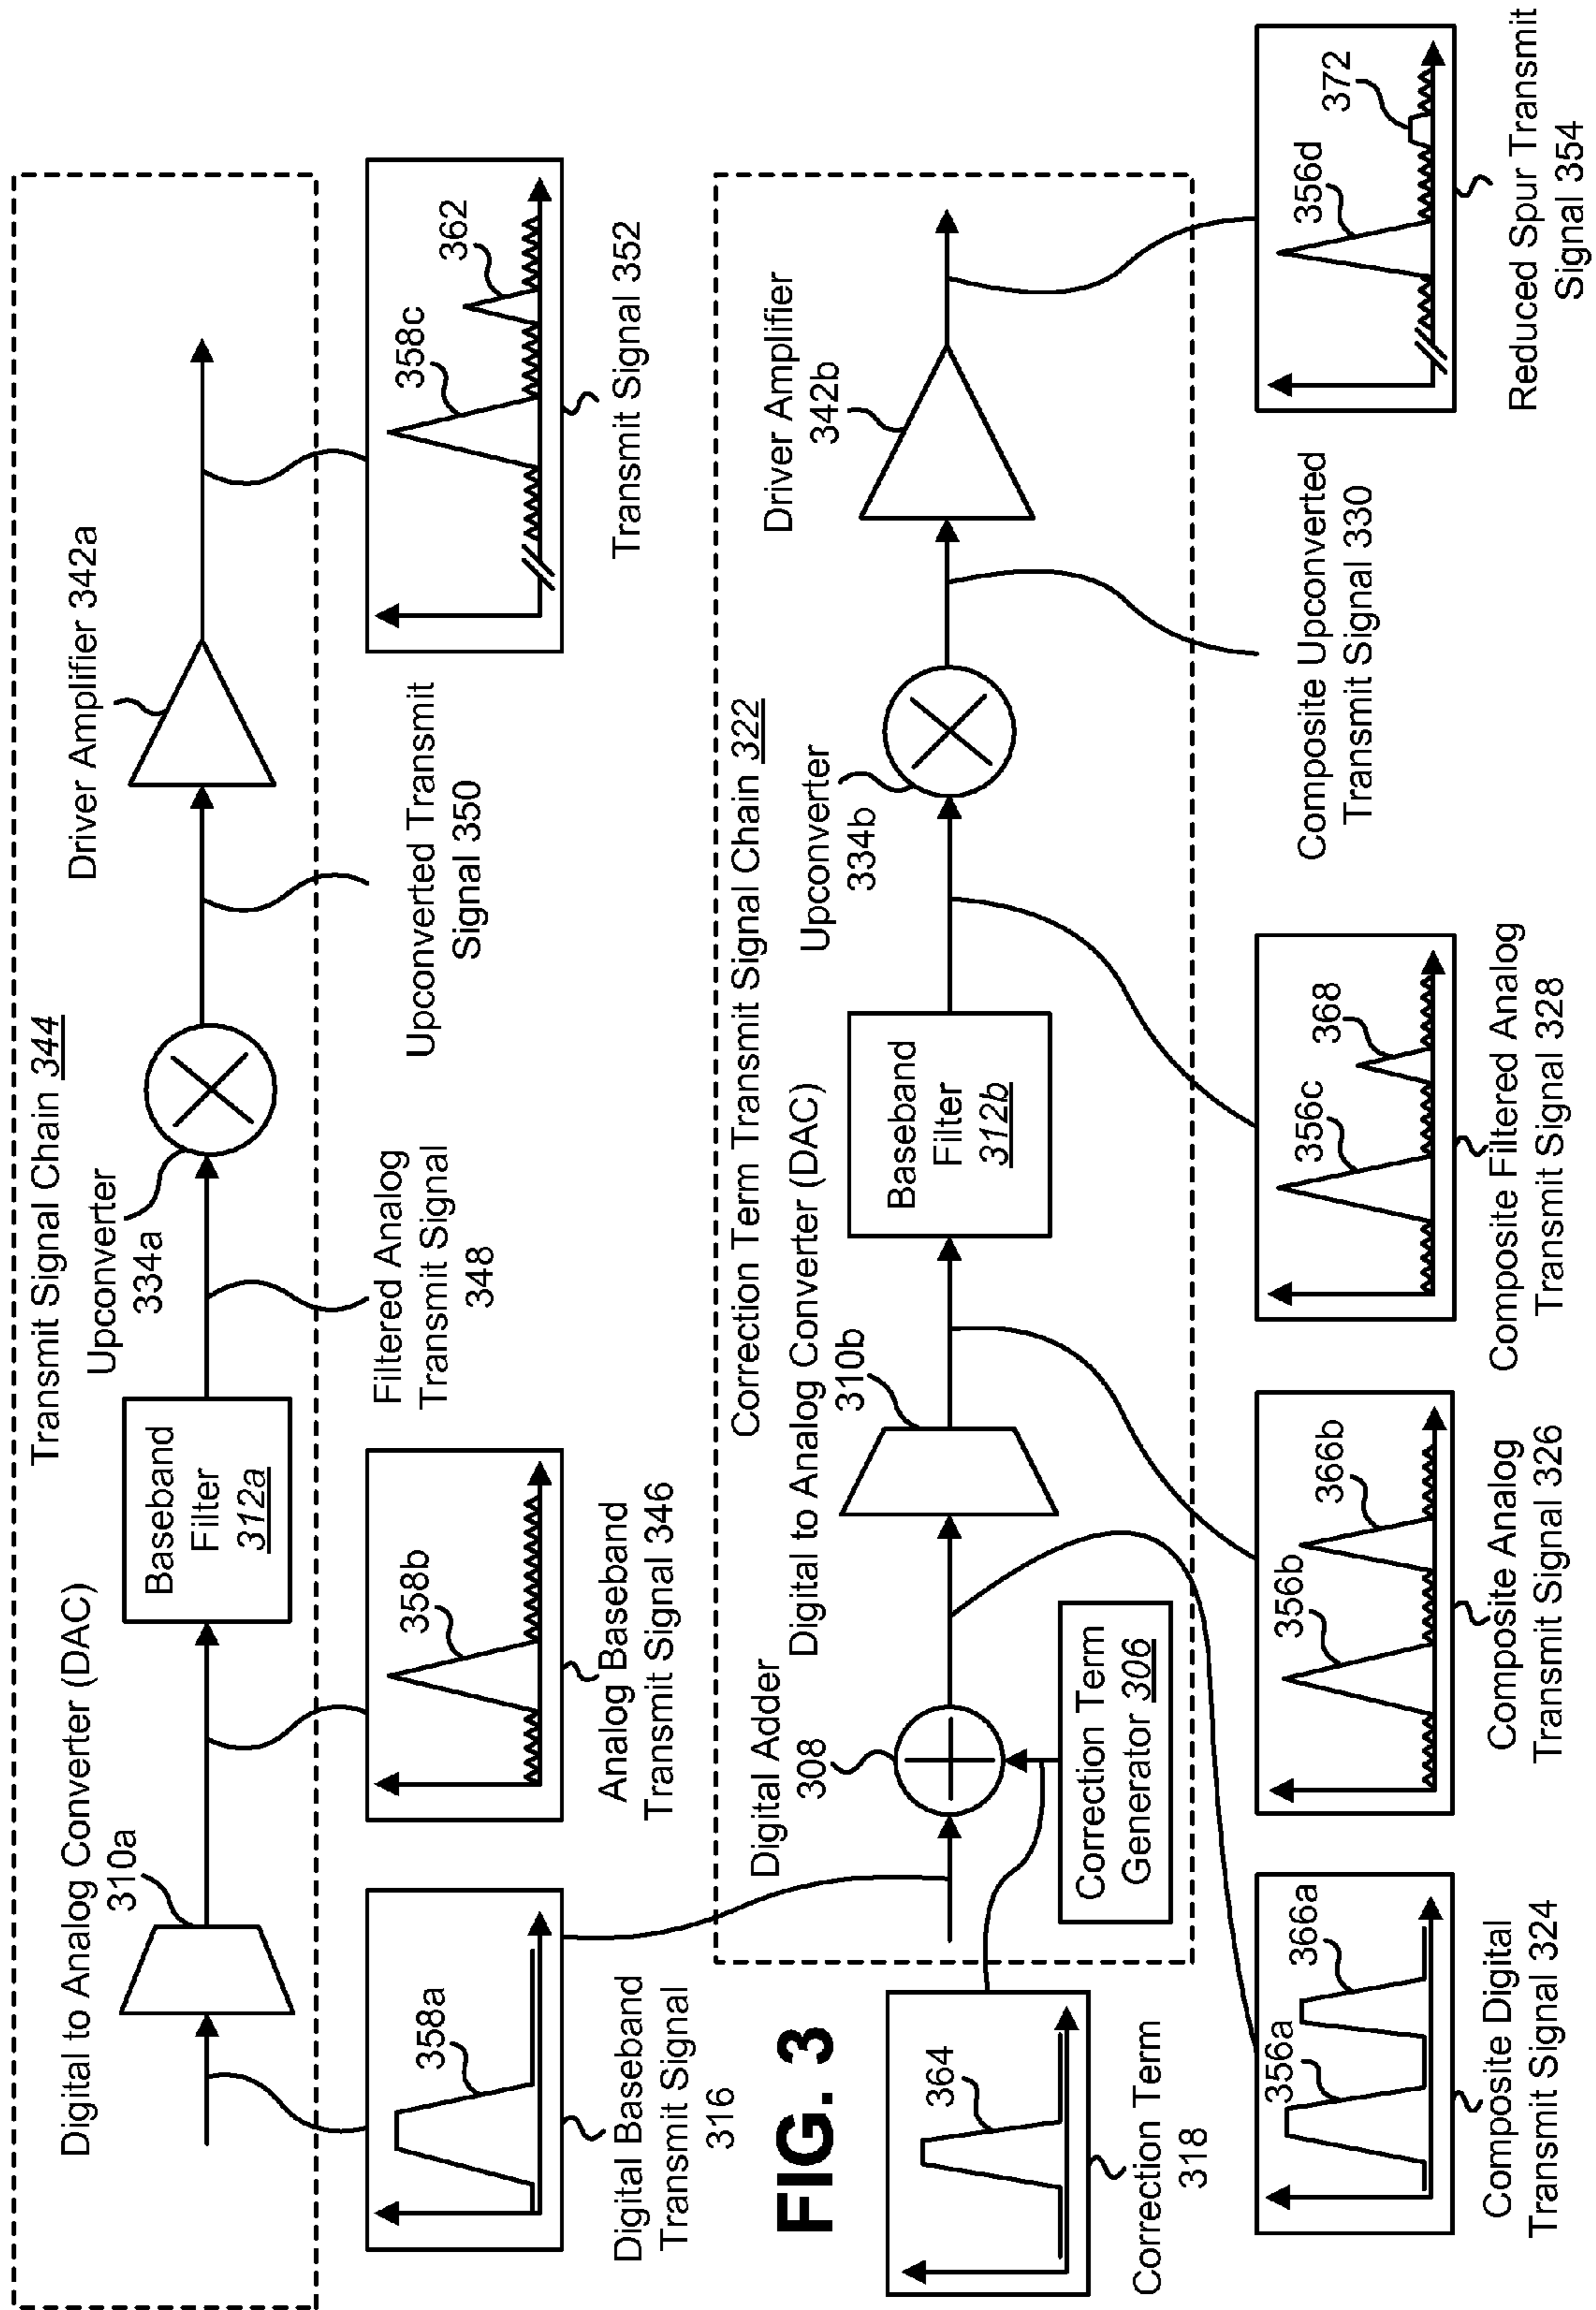 Transmit Signal Chain 344
Digital to Analog Converter (DAC)
310a
Baseband
Filter
312a
Upconverter
334a
Driver Amplifier 342a
358a
Digital Baseband
Transmit Signal
316
358b
Analog Baseband
Transmit Signal 346
Filtered Analog
Transmit Signal
348
Upconverted Transmit
Signal 350
358c
362
Transmit Signal 352
FIG. 3
Correction Term Transmit Signal Chain 322
Digital Adder
308
Digital to Analog Converter (DAC)
310b
Baseband
Filter
312b
Upconverter
334b
Driver Amplifier
342b
Correction Term
Generator 306
364
Correction Term
318
356a
366a
Composite Digital
Transmit Signal 324
356b
366b
Composite Analog
Transmit Signal 326
356c
368
Composite Filtered Analog
Transmit Signal 328
Composite Upconverted
Transmit Signal 330
356d
372
Reduced Spur Transmit
Signal 354